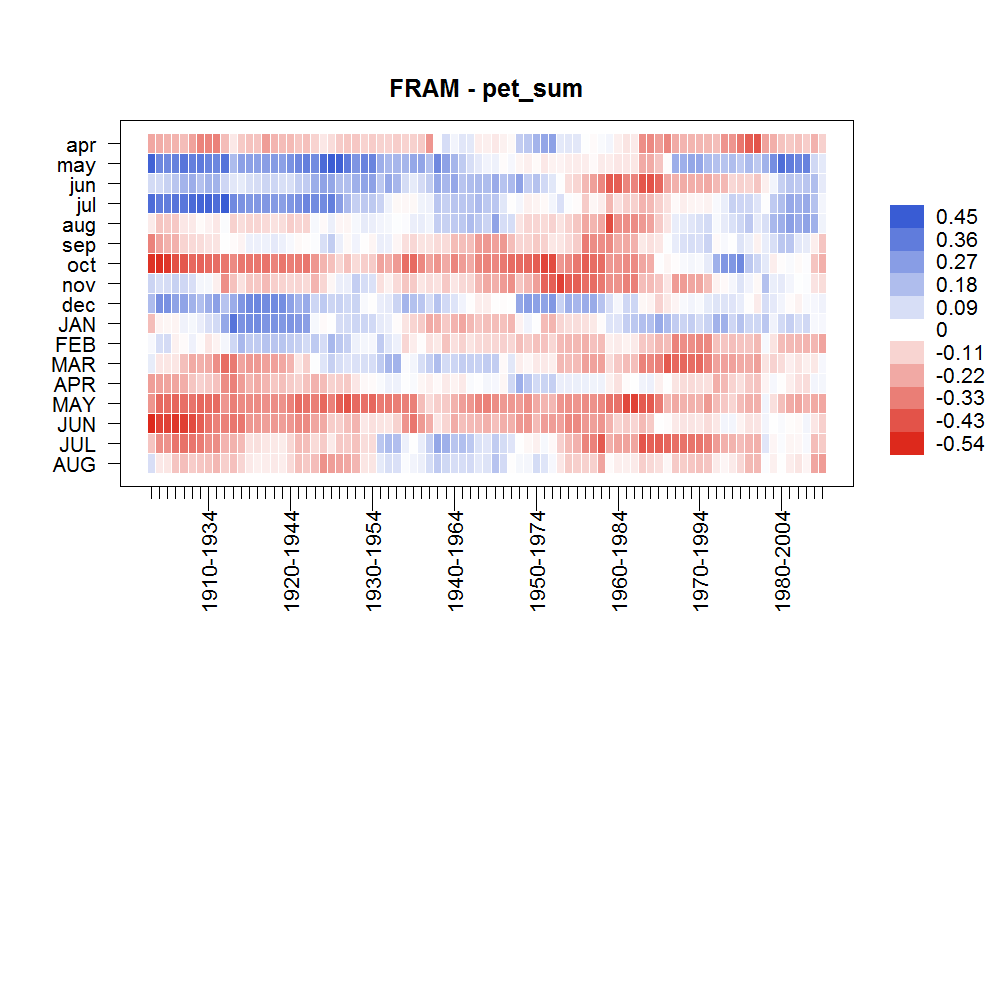 FRAM - pet_sum
apr
may
jun
jul
aug
sep
oct
nov
dec
JAN
FEB
MAR
APR
MAY
JUN
JUL
AUG
0.45
0.36
0.27
0.18
0.09
0
-0.11
-0.22
-0.33
-0.43
-0.54
1910-1934
1920-1944
1930-1954
1940-1964
1950-1974
1960-1984
1970-1994
1980-2004